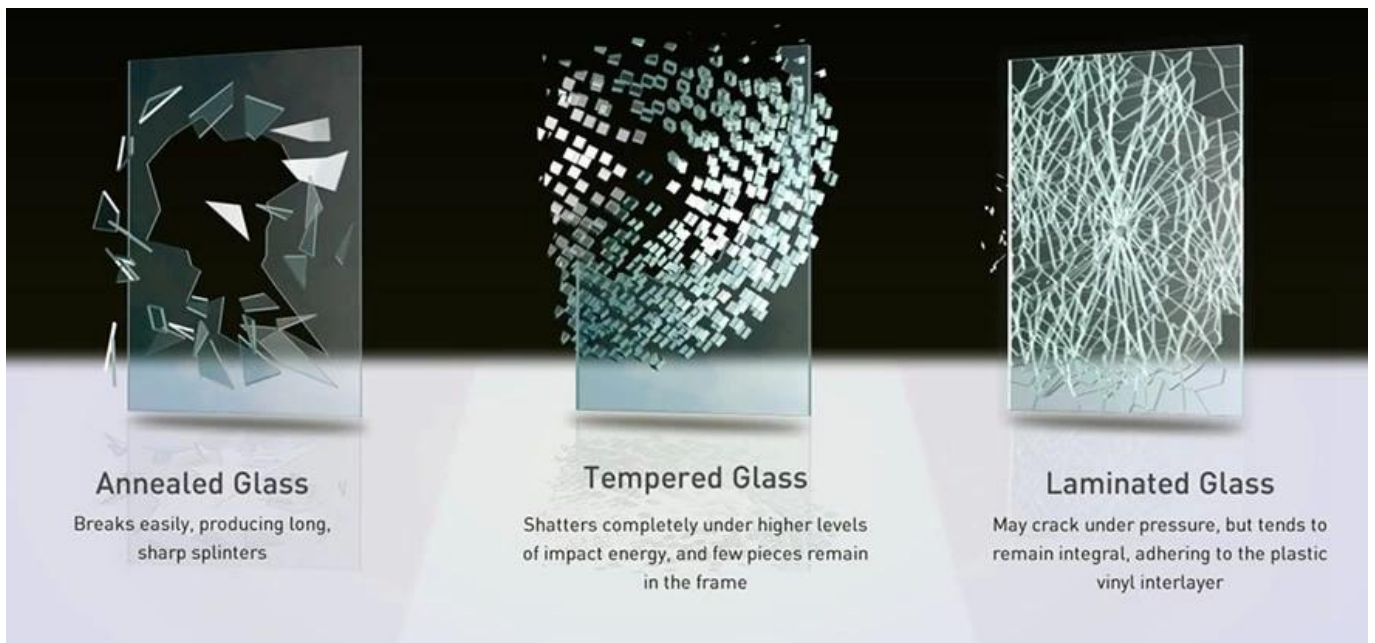 Annealed Glass
Breaks easily, producing long,
sharp splinters
Tempered Glass
Shatters completely under higher levels
of impact energy, and few pieces remain
in the frame
Laminated Glass
May crack under pressure, but tends to
remain integral, adhering to the plastic
vinyl interlayer